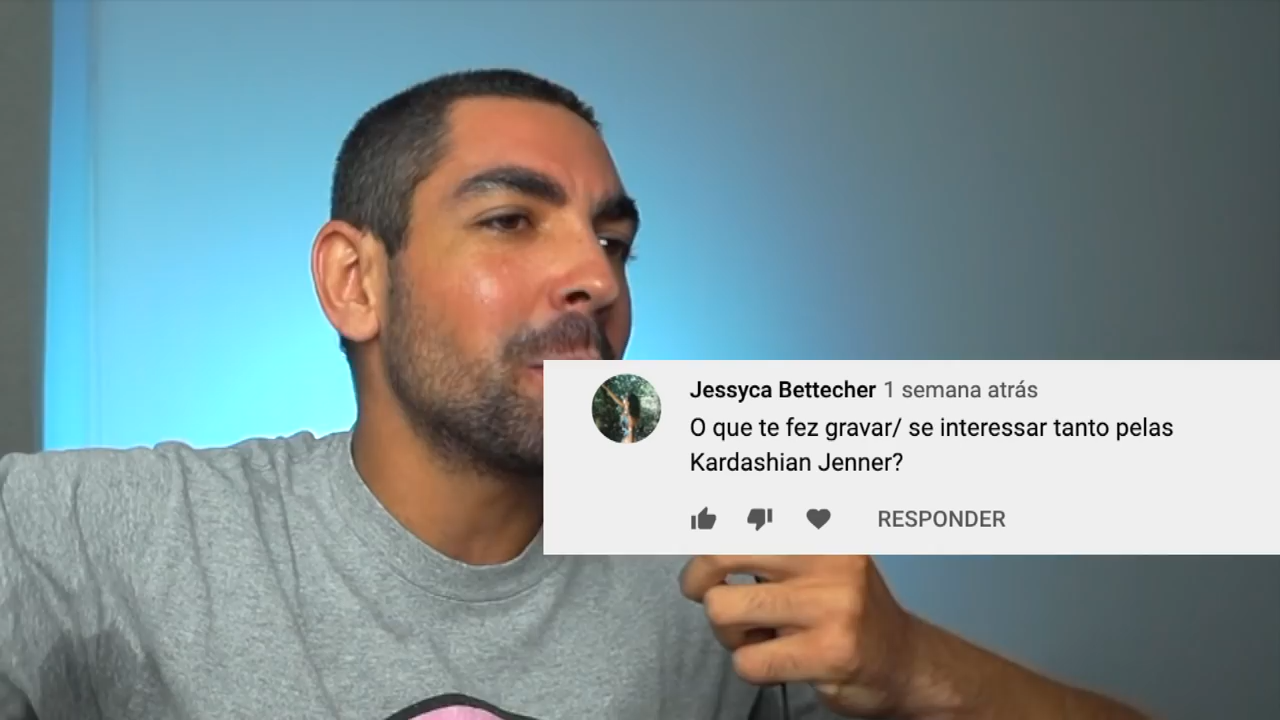 Jessyca Bettecher 1 semana atrás
O que te fez gravar/ se interessar tanto pelas
Kardashian Jenner?
RESPONDER